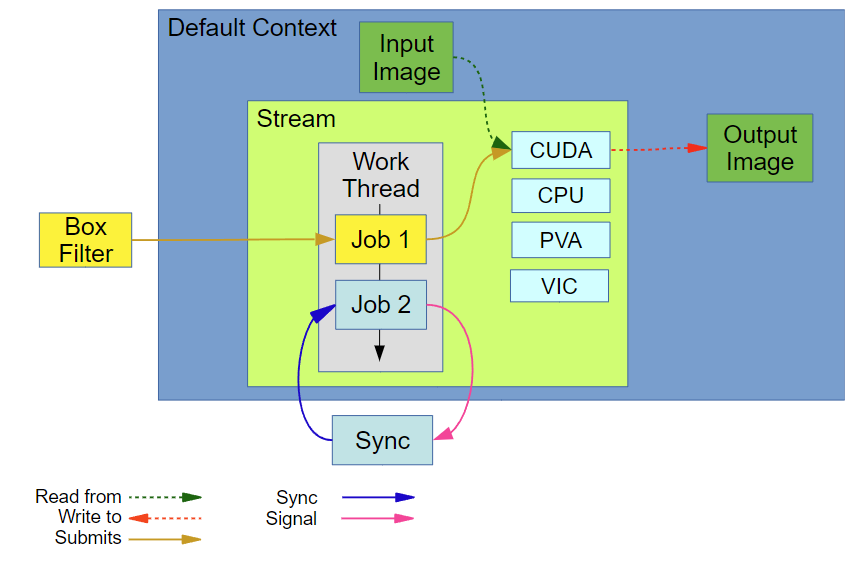 Default Context
Input
Image
Stream
Work
Thread
CUDA
Output
Image
CPU
Box
Filter
Job 1
PVA
Job 2
VIC
Sync
Read from
Write to
Submits
Sync
Signal